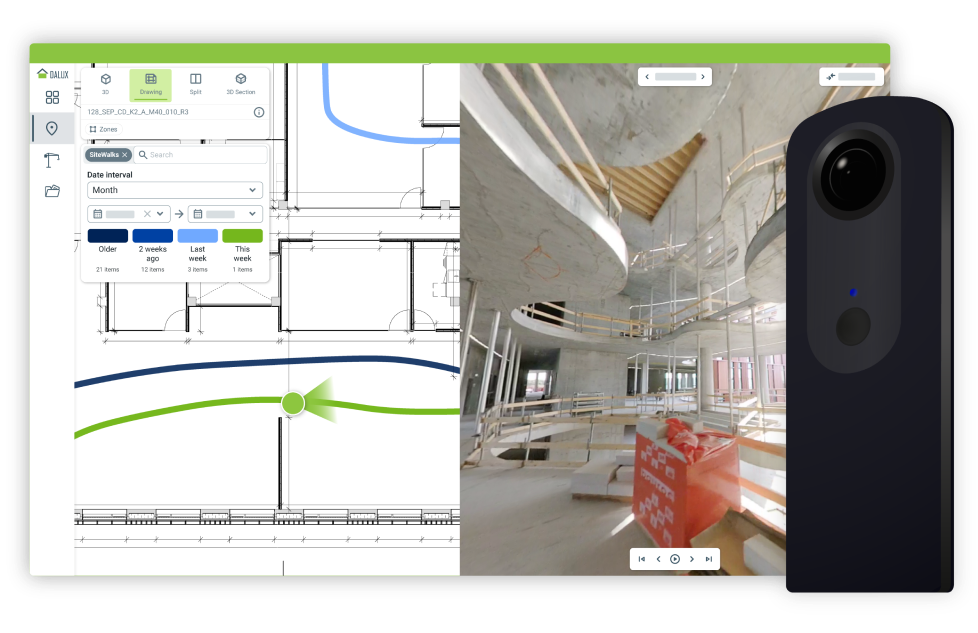 DALUX
3D
Drawing
Split
3D Section
128_SEP_C0_K2_A_M40_010_R3
Zones
SiteWalks
Search
Date interval
Month
Older
2 weeks
ago
Last
week
This
week
21 items
12 items
3 items
1 items